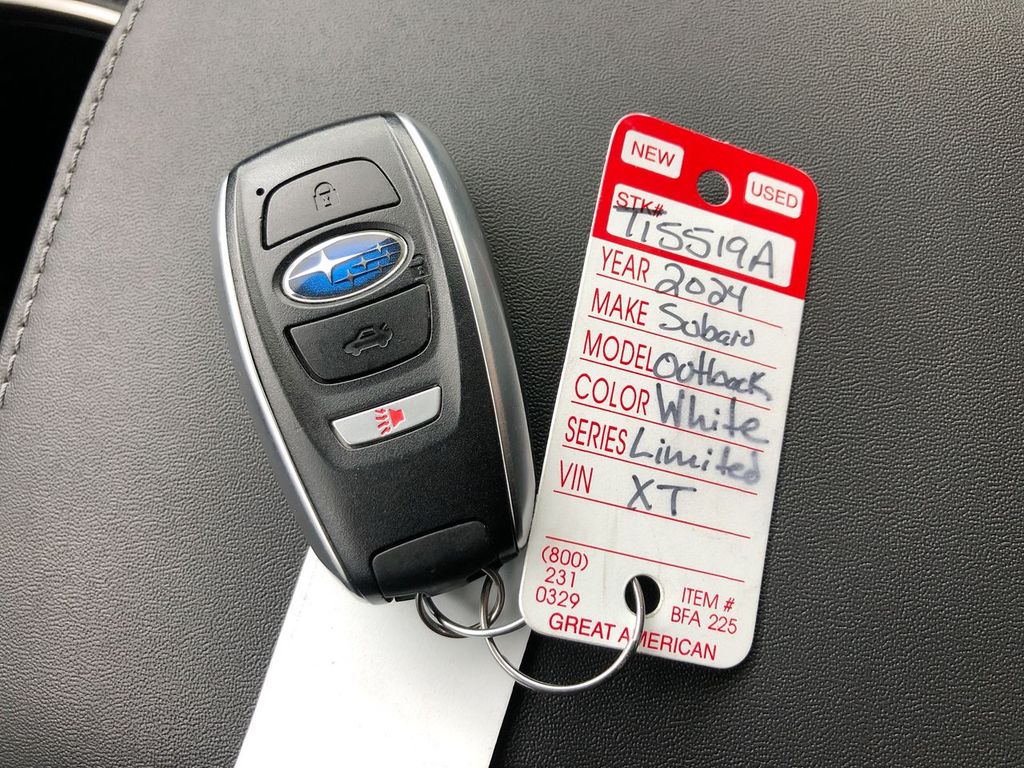 NEW
USED
STK#
TIS519A
YEAR 2024
MAKE Subaru
MODEL Outback
COLOR White
SERIES Limited
VIN XT
(800)
231
0329
ITEM #
BFA 225
GREAT AMERICAN